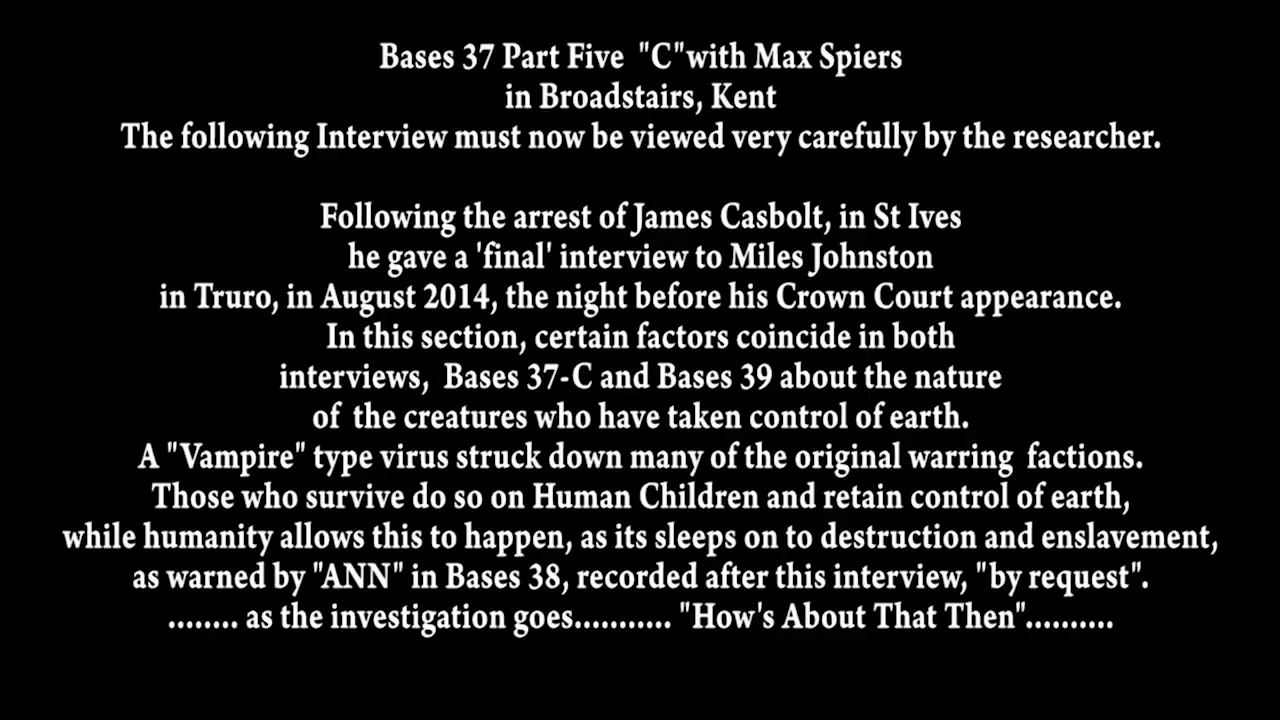 Bases 37 Part Five "C"with Max Spiers
in Broadstairs, Kent
The following Interview must now be viewed very carefully by the researcher.
Following the arrest of James Casbolt, in St Ives
he gave a 'final' interview to Miles Johnston
in Truro, in August 2014, the night before his Crown Court appearance.
In this section, certain factors coincide in both
interviews, Bases 37-C and Bases 39 about the nature
of the creatures who have taken control of earth.
A "Vampire" type virus struck down many of the original warring factions.
Those who survive do so on Human Children and retain control of earth,
while humanity allows this to happen, as its sleeps on to destruction and enslavement,
as warned by "ANN" in Bases 38, recorded after this interview, "by request".
........ as the investigation goes........... "How's About That Then"..........